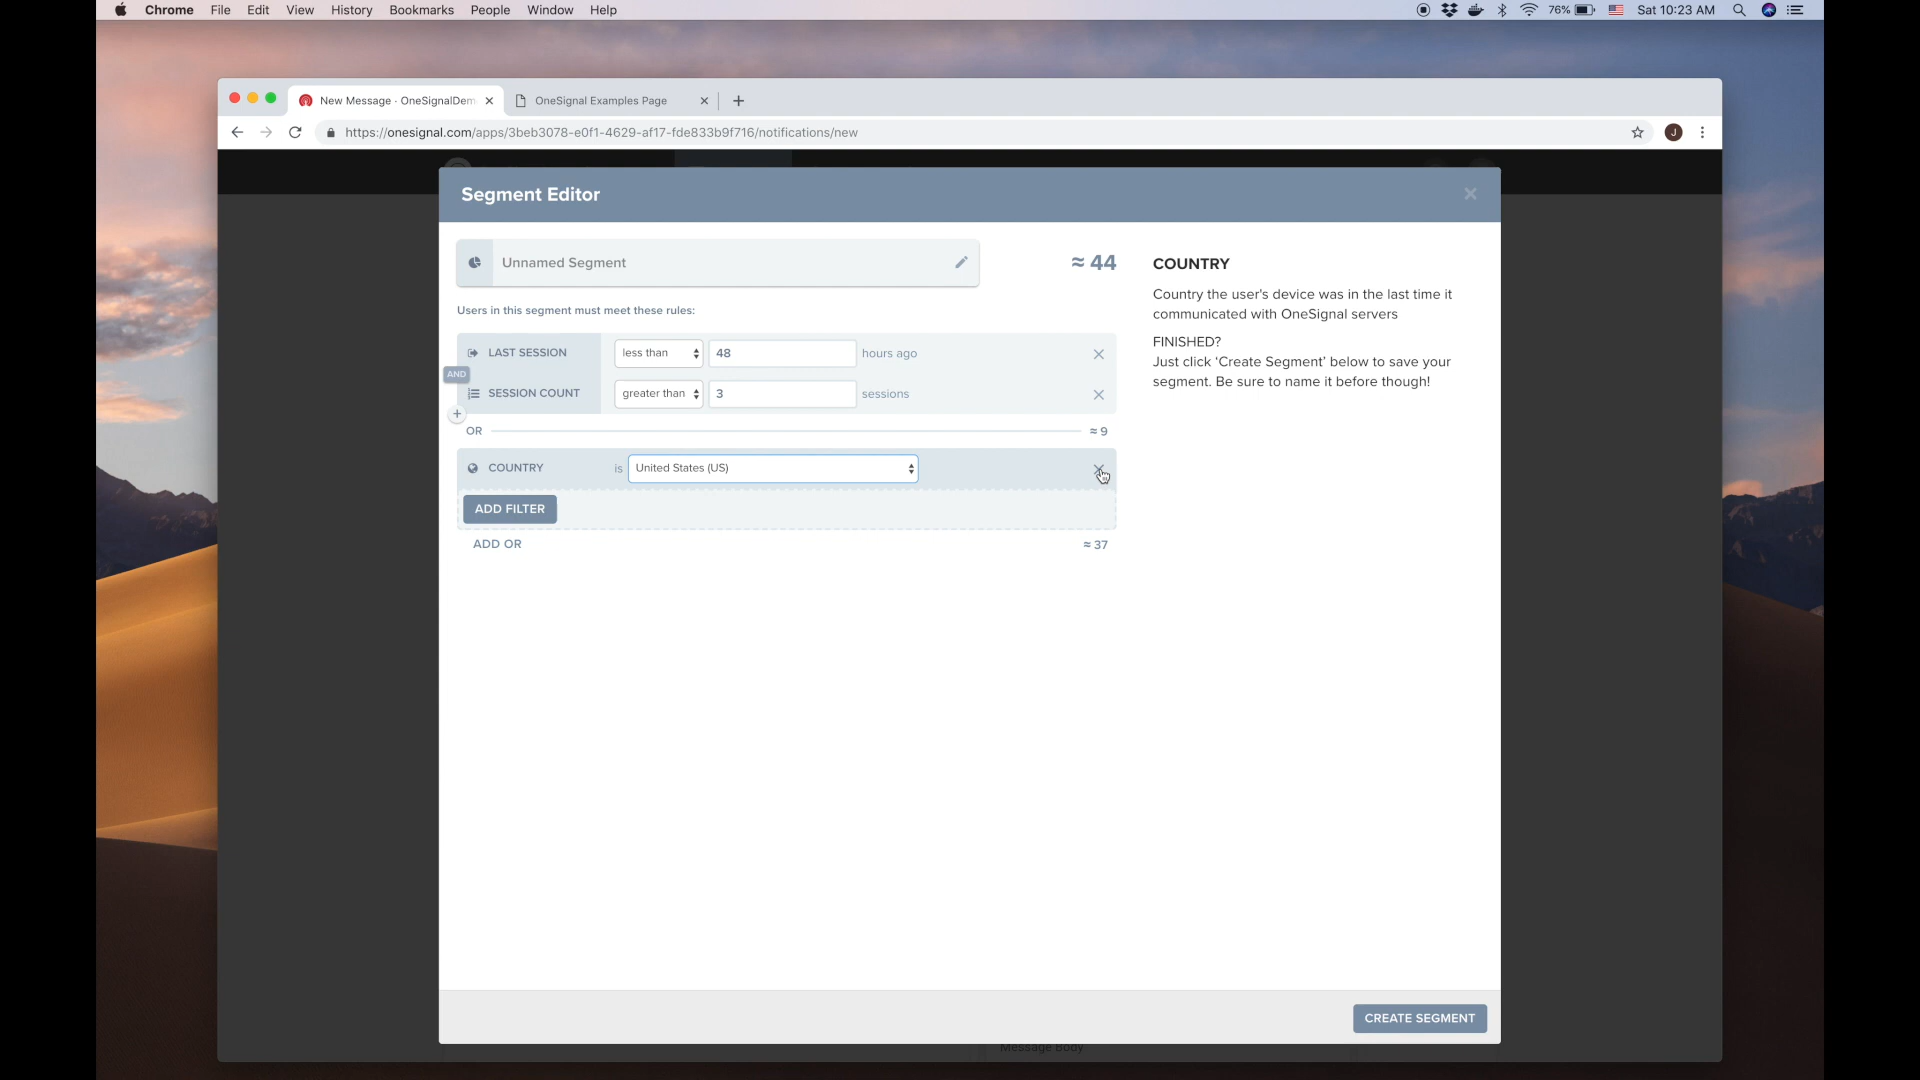 Chrome File Edit View History Bookmarks People Window Help 76% Sat 10:23 AM
New Message · OneSignalDem OneSignal Examples Page
https://onesignal.com/apps/3beb3078-e0f1-4629-af17-fde833b9f716/notifications/new J
Segment Editor
Unnamed Segment ≈ 44
COUNTRY
Country the user's device was in the last time it
communicated with OneSignal servers
FINISHED?
Just click ‘Create Segment’ below to save your
segment. Be sure to name it before though!
Users in this segment must meet these rules:
LAST SESSION less than 48 hours ago
AND
SESSION COUNT greater than 3 sessions
OR ≈ 9
COUNTRY is United States (US)
ADD FILTER
ADD OR ≈ 37
CREATE SEGMENT
Message Body